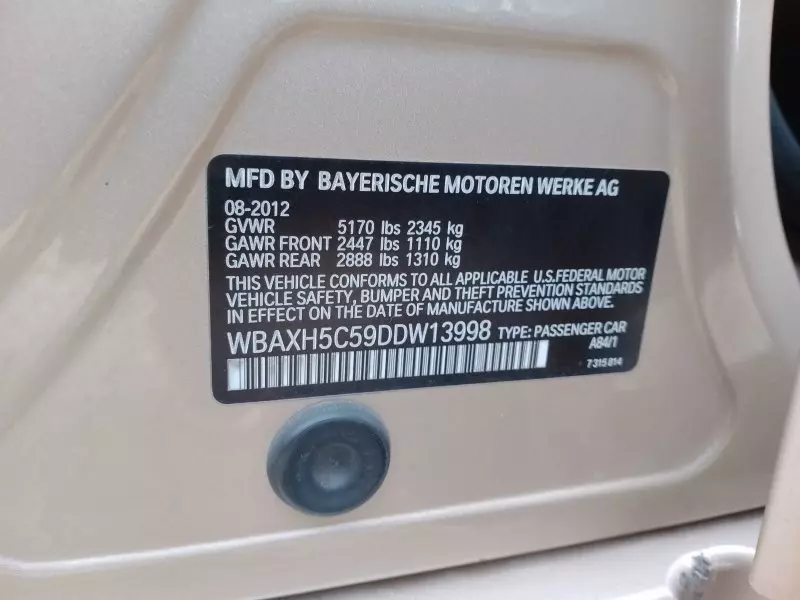 MFD BY BAYERISCHE MOTOREN WERKE AG
08-2012
GVWR 5170 lbs 2345 kg
GAWR FRONT 2447 lbs 1110 kg
GAWR REAR 2888 lbs 1310 kg
THIS VEHICLE CONFORMS TO ALL APPLICABLE U.S.FEDERAL MOTOR
VEHICLE SAFETY, BUMPER AND THEFT PREVENTION STANDARDS
IN EFFECT ON THE DATE OF MANUFACTURE SHOWN ABOVE.
WBAXH5C59DDW13998 TYPE: PASSENGER CAR
A84/1
7315814